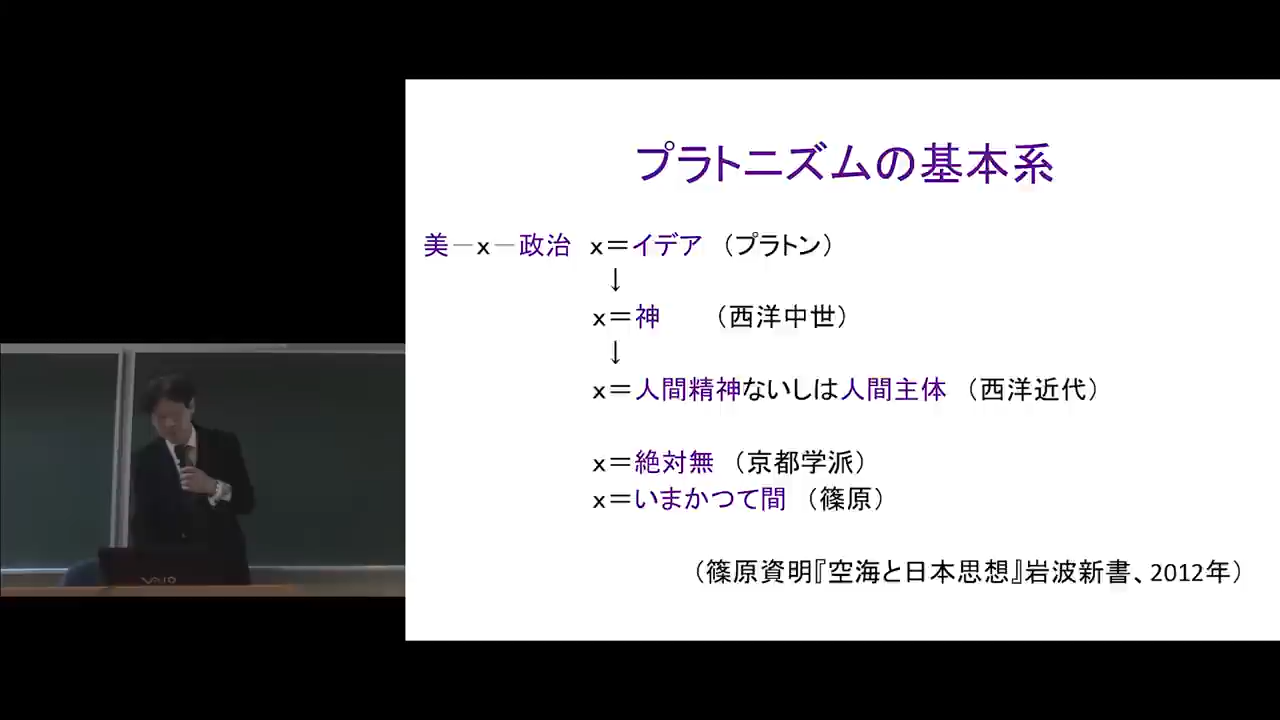 プラトニズムの基本系
美－x－政治 x＝イデア （プラトン）
↓
x＝神 （西洋中世）
↓
x＝人間精神ないしは人間主体 （西洋近代）
x＝絶対無 （京都学派）
x＝いまかつて間 （篠原）
（篠原資明『空海と日本思想』岩波新書、2012年）
VAIO